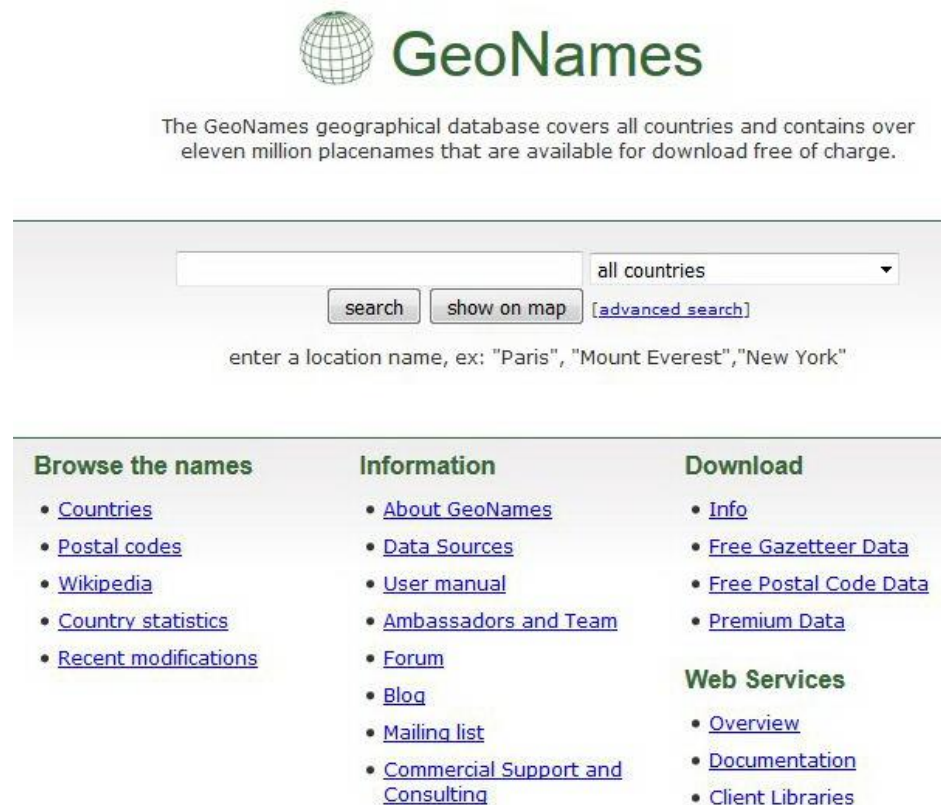 GeoNames
The GeoNames geographical database covers all countries and contains over
eleven million placenames that are available for download free of charge.
all countries
search show on map [advanced search]
enter a location name, ex: "Paris", "Mount Everest","New York"
Browse the names
Countries
Postal codes
Wikipedia
Country statistics
Recent modifications
Information
About GeoNames
Data Sources
User manual
Ambassadors and Team
Forum
Blog
Mailing list
Commercial Support and
Consulting
Download
Info
Free Gazetteer Data
Free Postal Code Data
Premium Data
Web Services
Overview
Documentation
Client Libraries